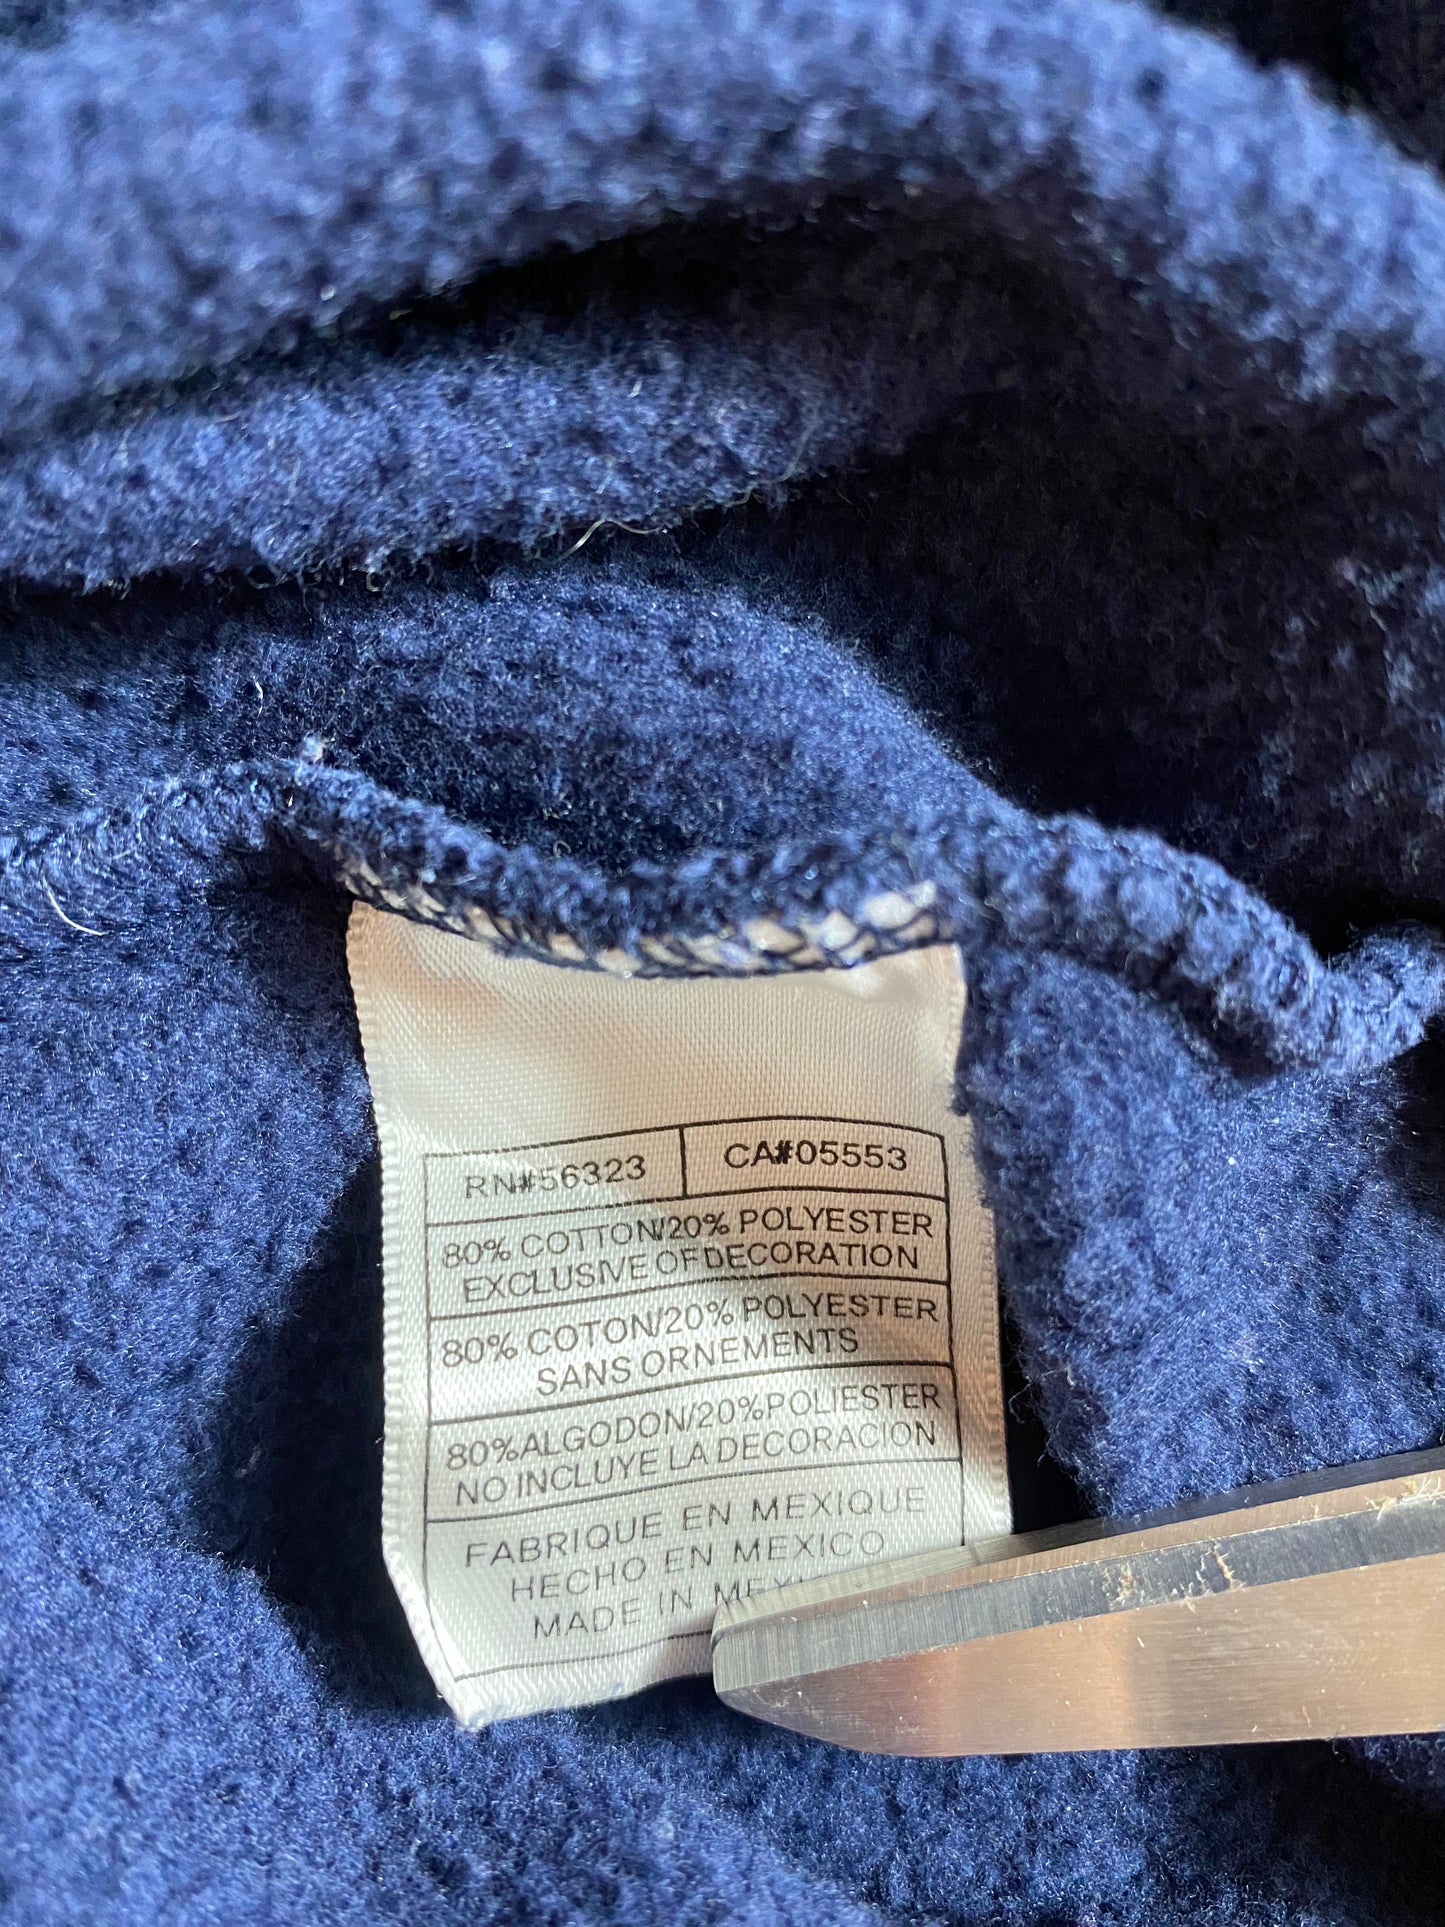 RN#56323 CA#05553
80% COTTON/20% POLYESTER
EXCLUSIVE OF DECORATION
80% COTON/20% POLYESTER
SANS ORNEMENTS
80% ALGODON/20% POLIESTER
NO INCLUYE LA DECORACION
FABRIQUE EN MEXIQUE
HECHO EN MEXICO
MADE IN